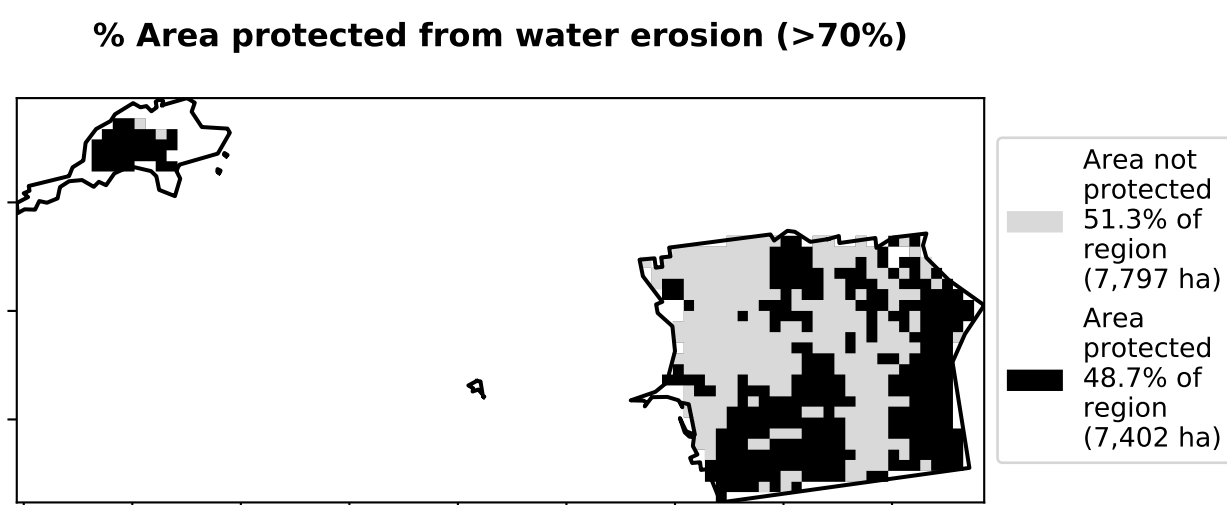 % Area protected from water erosion (>70%)
Area not
protected
51.3% of
region
(7,797 ha)
Area
protected
48.7% of
region
(7,402 ha)